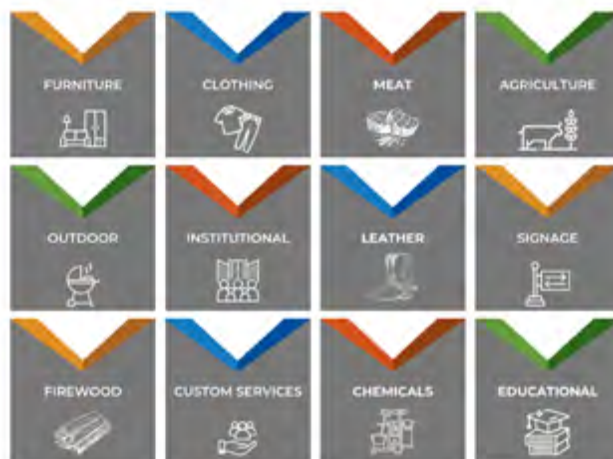 FURNITURE
CLOTHING
MEAT
AGRICULTURE
OUTDOOR
INSTITUTIONAL
LEATHER
SIGNAGE
FIREWOOD
CUSTOM SERVICES
CHEMICALS
EDUCATIONAL